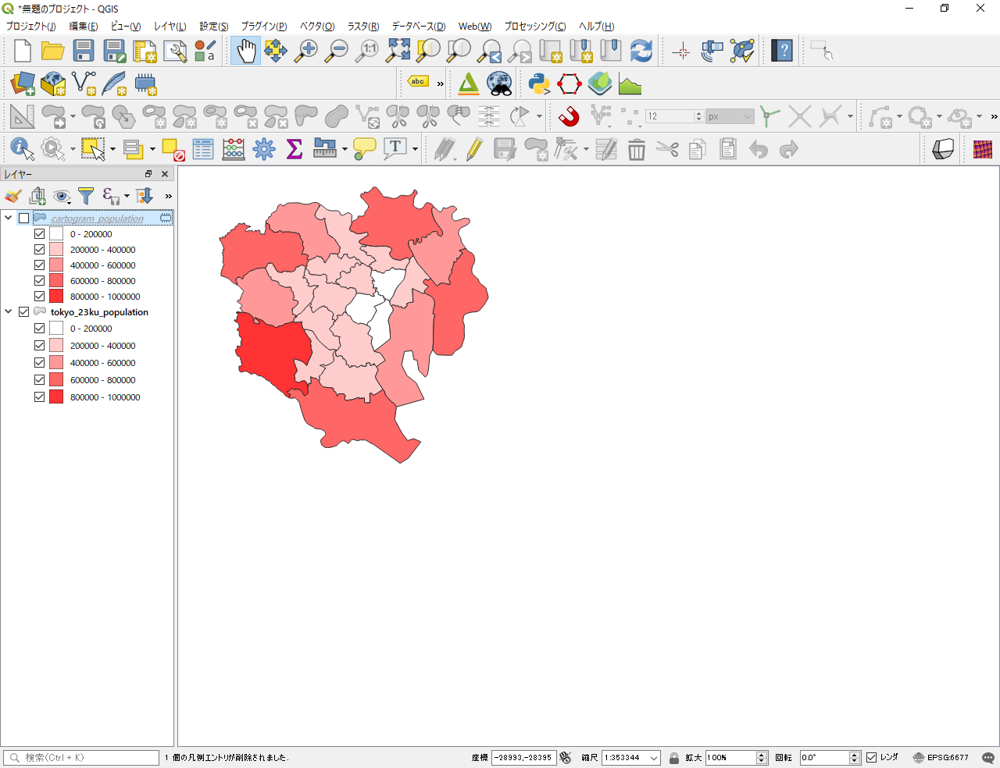 *無題のプロジェクト - QGIS
プロジェクト(J) 編集(E) ビュー(V) レイヤ(L) 設定(S) プラグイン(P) ベクタ(O) ラスタ(R) データベース(D) Web(W) プロセッシング(C) ヘルプ(H)
a 1:1 ?
abc » 
12 px »
T
レイヤー
»
cartogram_population
0 - 200000
200000 - 400000
400000 - 600000
600000 - 800000
800000 - 1000000
tokyo_23ku_population
0 - 200000
200000 - 400000
400000 - 600000
600000 - 800000
800000 - 1000000
検索(Ctrl + K) 1 個の凡例エントリが削除されました. 座標 -28993,-28395 縮尺 1:353344 拡大 100% 回転 0.0° レンダ EPSG:6677